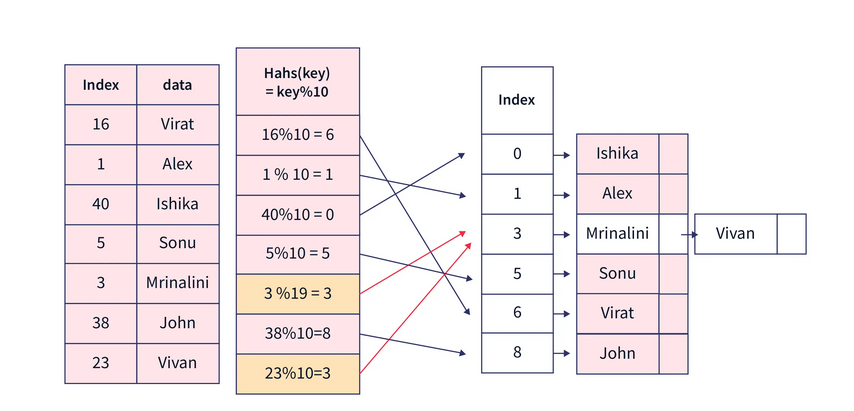 Index data
16 Virat
1 Alex
40 Ishika
5 Sonu
3 Mrinalini
38 John
23 Vivan
Hahs(key)
= key%10
16%10 = 6
1 % 10 = 1
40%10 = 0
5%10 = 5
3 %19 = 3
38%10=8
23%10=3
Index
0 Ishika
1 Alex
3 Mrinalini Vivan
5 Sonu
6 Virat
8 John